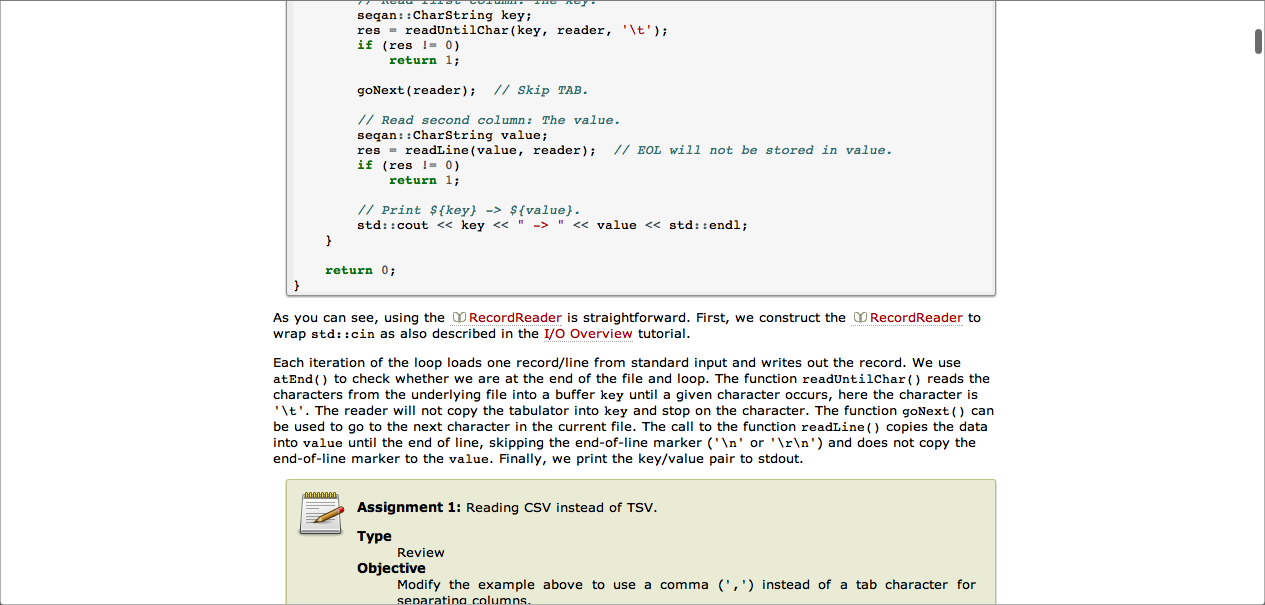 // Read first column: The key.
seqan::CharString key;
res = readUntilChar(key, reader, '\t');
if (res != 0)
return 1;
goNext(reader);  // Skip TAB.
// Read second column: The value.
seqan::CharString value;
res = readLine(value, reader);  // EOL will not be stored in value.
if (res != 0)
return 1;
// Print ${key} -> ${value}.
std::cout << key << " -> " << value << std::endl;
}
return 0;
}
As you can see, using the RecordReader is straightforward. First, we construct the RecordReader to
wrap std::cin as also described in the I/O Overview tutorial.
Each iteration of the loop loads one record/line from standard input and writes out the record. We use
atEnd() to check whether we are at the end of the file and loop. The function readUntilChar() reads the
characters from the underlying file into a buffer key until a given character occurs, here the character is
'\t'. The reader will not copy the tabulator into key and stop on the character. The function goNext() can
be used to go to the next character in the current file. The call to the function readLine() copies the data
into value until the end of line, skipping the end-of-line marker ('\n' or '\r\n') and does not copy the
end-of-line marker to the value. Finally, we print the key/value pair to stdout.
Assignment 1: Reading CSV instead of TSV.
Type
Review
Objective
Modify the example above to use a comma (',') instead of a tab character for
separating columns.